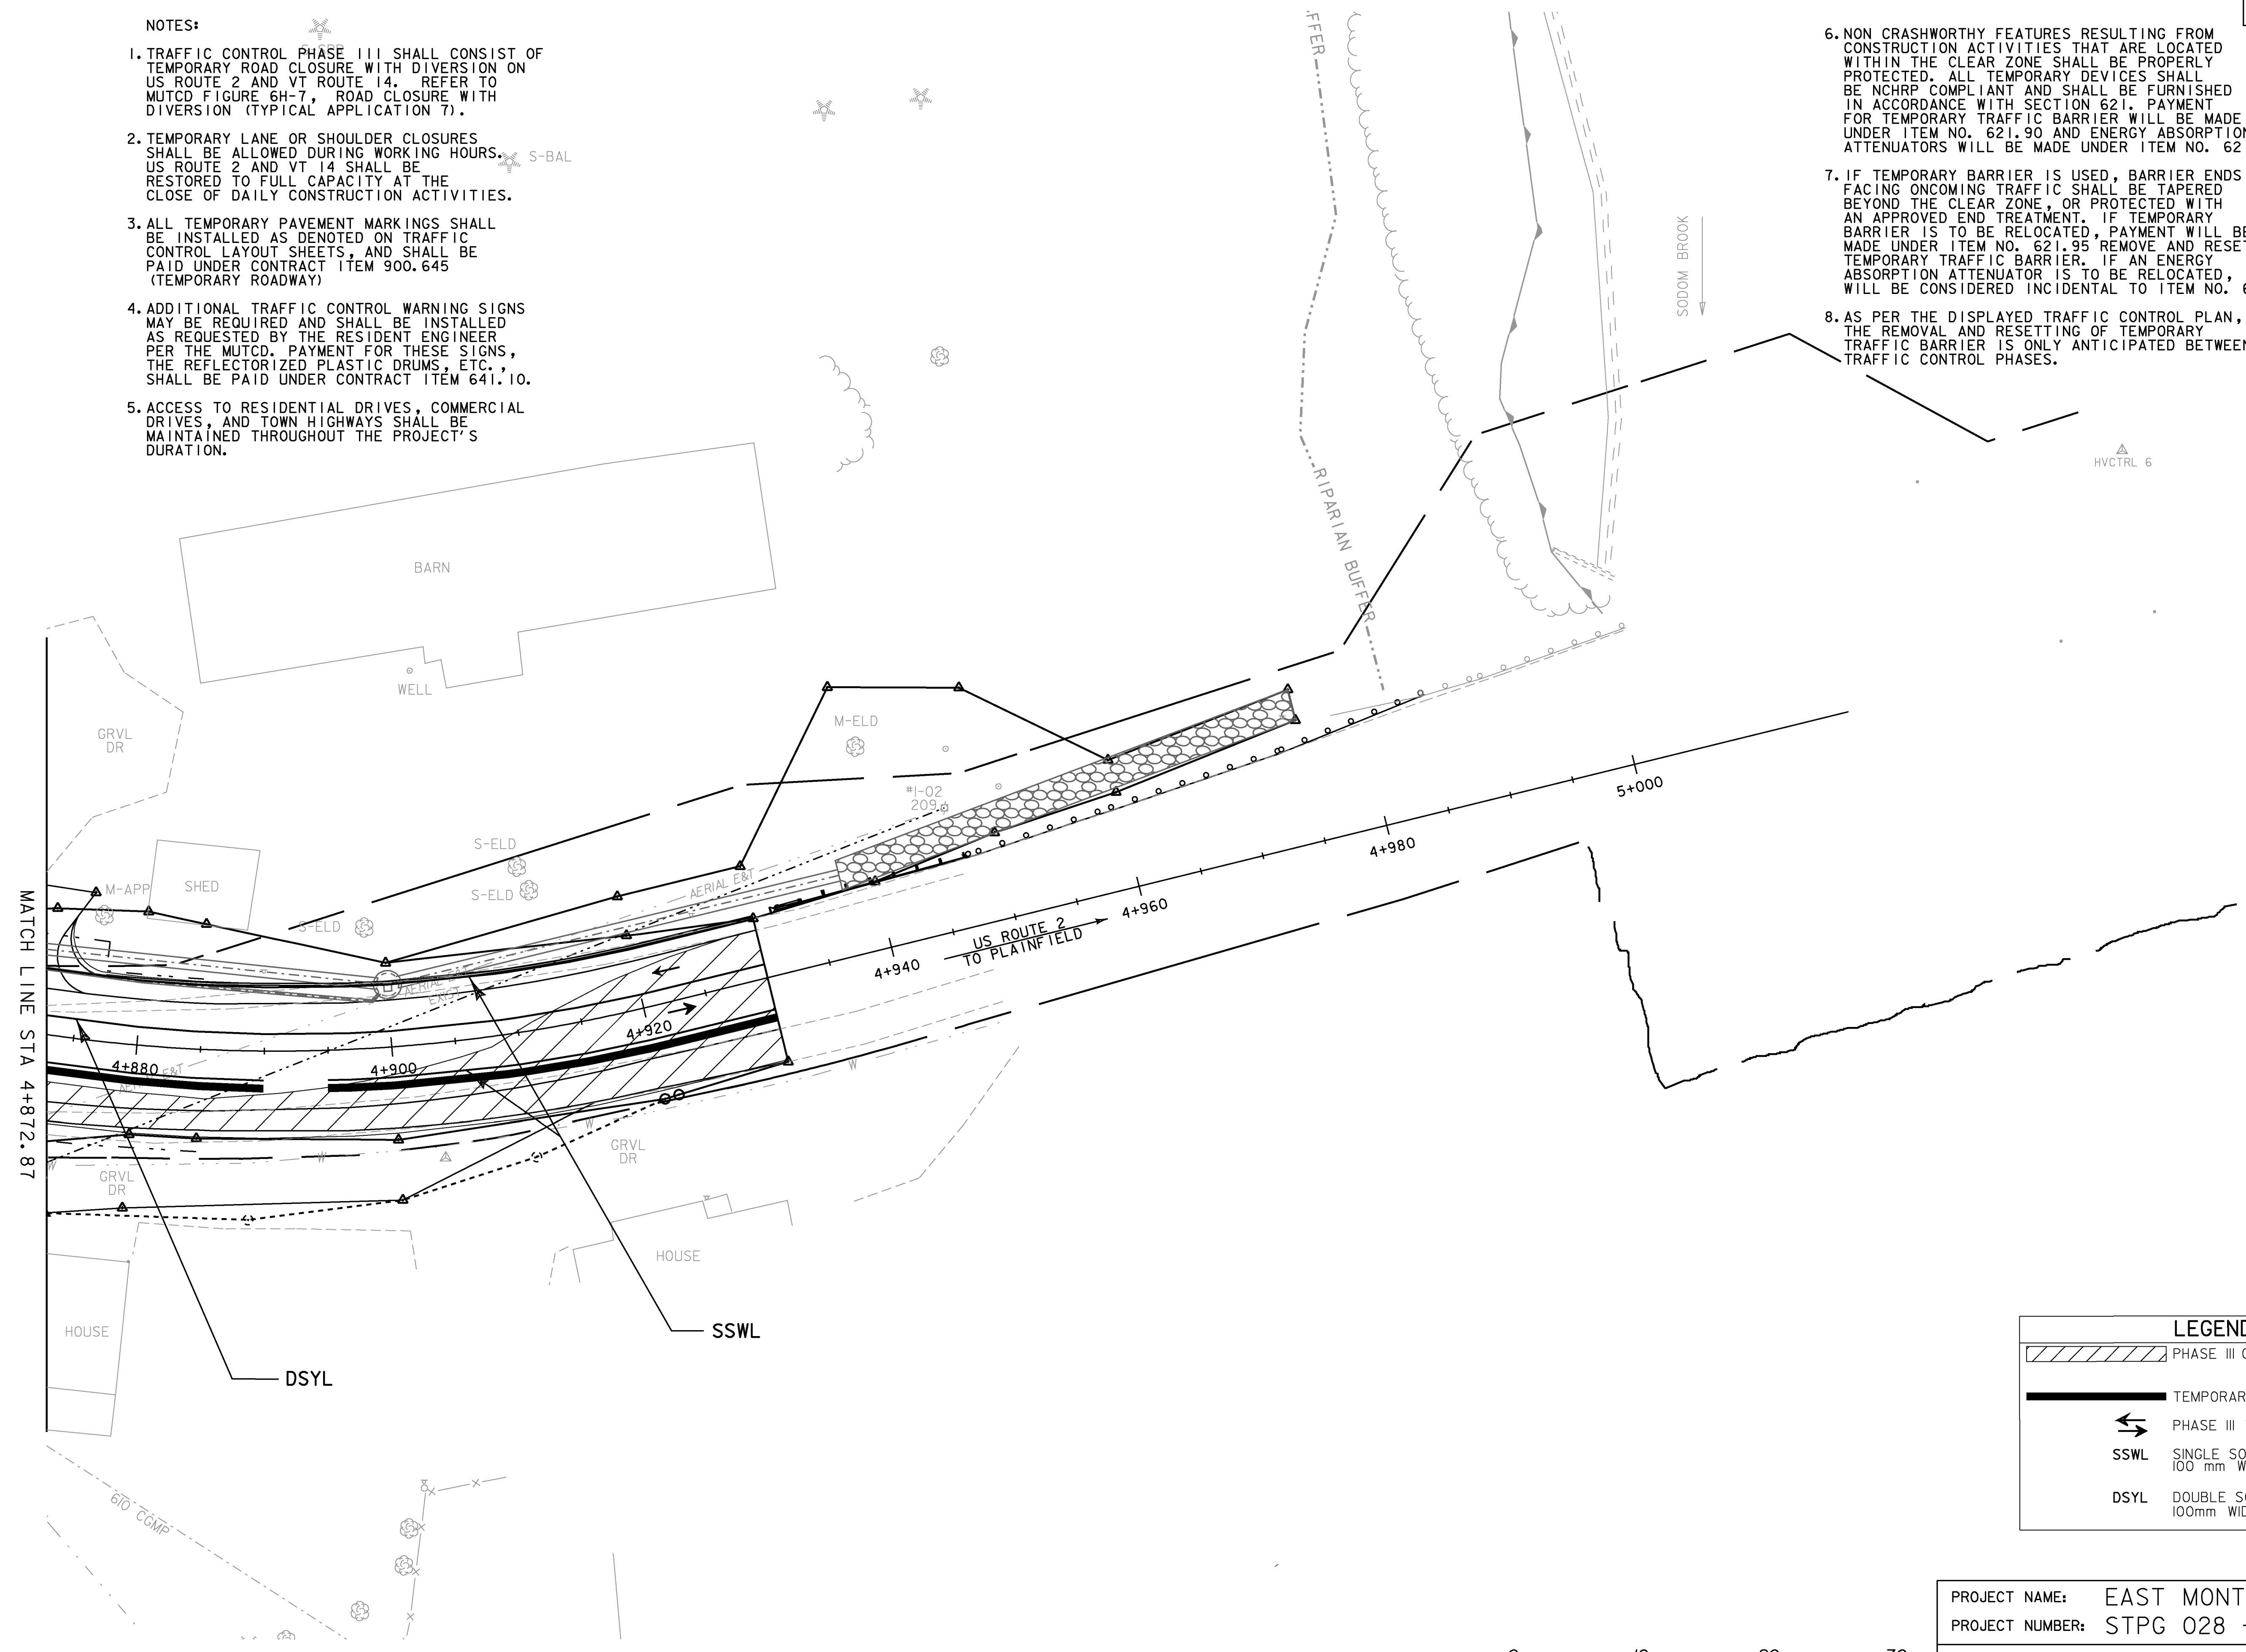 NOTES:
1. TRAFFIC CONTROL PHASE III SHALL CONSIST OF
TEMPORARY ROAD CLOSURE WITH DIVERSION ON
US ROUTE 2 AND VT ROUTE 14. REFER TO
MUTCD FIGURE 6H-7, ROAD CLOSURE WITH
DIVERSION (TYPICAL APPLICATION 7).
2. TEMPORARY LANE OR SHOULDER CLOSURES
SHALL BE ALLOWED DURING WORKING HOURS.
US ROUTE 2 AND VT 14 SHALL BE
RESTORED TO FULL CAPACITY AT THE
CLOSE OF DAILY CONSTRUCTION ACTIVITIES.
3. ALL TEMPORARY PAVEMENT MARKINGS SHALL
BE INSTALLED AS DENOTED ON TRAFFIC
CONTROL LAYOUT SHEETS, AND SHALL BE
PAID UNDER CONTRACT ITEM 900.645
(TEMPORARY ROADWAY)
4. ADDITIONAL TRAFFIC CONTROL WARNING SIGNS
MAY BE REQUIRED AND SHALL BE INSTALLED
AS REQUESTED BY THE RESIDENT ENGINEER
PER THE MUTCD. PAYMENT FOR THESE SIGNS,
THE REFLECTORIZED PLASTIC DRUMS, ETC.,
SHALL BE PAID UNDER CONTRACT ITEM 641.10.
5. ACCESS TO RESIDENTIAL DRIVES, COMMERCIAL
DRIVES, AND TOWN HIGHWAYS SHALL BE
MAINTAINED THROUGHOUT THE PROJECT'S
DURATION.
6. NON CRASHWORTHY FEATURES RESULTING FROM
CONSTRUCTION ACTIVITIES THAT ARE LOCATED
WITHIN THE CLEAR ZONE SHALL BE PROPERLY
PROTECTED. ALL TEMPORARY DEVICES SHALL
BE NCHRP COMPLIANT AND SHALL BE FURNISHED
IN ACCORDANCE WITH SECTION 621. PAYMENT
FOR TEMPORARY TRAFFIC BARRIER WILL BE MADE
UNDER ITEM NO. 621.90 AND ENERGY ABSORPTION
ATTENUATORS WILL BE MADE UNDER ITEM NO. 62
7. IF TEMPORARY BARRIER IS USED, BARRIER ENDS
FACING ONCOMING TRAFFIC SHALL BE TAPERED
BEYOND THE CLEAR ZONE, OR PROTECTED WITH
AN APPROVED END TREATMENT. IF TEMPORARY
BARRIER IS TO BE RELOCATED, PAYMENT WILL BE
MADE UNDER ITEM NO. 621.95 REMOVE AND RESET
TEMPORARY TRAFFIC BARRIER. IF AN ENERGY
ABSORPTION ATTENUATOR IS TO BE RELOCATED,
WILL BE CONSIDERED INCIDENTAL TO ITEM NO.
8. AS PER THE DISPLAYED TRAFFIC CONTROL PLAN,
THE REMOVAL AND RESETTING OF TEMPORARY
TRAFFIC BARRIER IS ONLY ANTICIPATED BETWEEN
TRAFFIC CONTROL PHASES.
S-BAL
FFER
SODOM BROOK
HVCTRL 6
RIPARIAN BUFFER
BARN
WELL
GRVL
DR
M-ELD
#1-02
209.
S-ELD
S-ELD
S-ELD
M-APP
SHED
AERIAL E&T
AERIAL E&T
EXIST
AERIAL E&T
4+880
4+900
4+920
4+940
4+960
4+980
5+000
US ROUTE 2
TO PLAINFIELD
MATCH LINE STA 4+872.87
W
W
W
W
GRVL
DR
GRVL
DR
HOUSE
HOUSE
SSWL
DSYL
610 CGMP
LEGEND
PHASE III
TEMPORAR
PHASE III
SSWL SINGLE SO
100 mm W
DSYL DOUBLE SO
100mm WID
PROJECT NAME: EAST MONT
PROJECT NUMBER: STPG 028